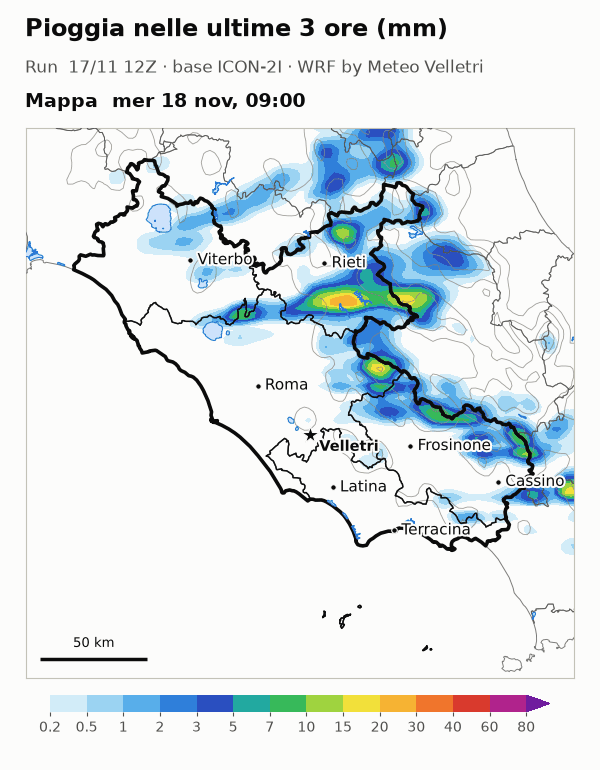 Pioggia nelle ultime 3 ore (mm)
Run  17/11 12Z · base ICON-2I · WRF by Meteo Velletri
Mappa  mer 18 nov, 09:00
Viterbo
Rieti
Roma
Velletri
Frosinone
Cassino
Latina
Terracina
50 km
0.2 0.5 1 2 3 5 7 10 15 20 30 40 60 80